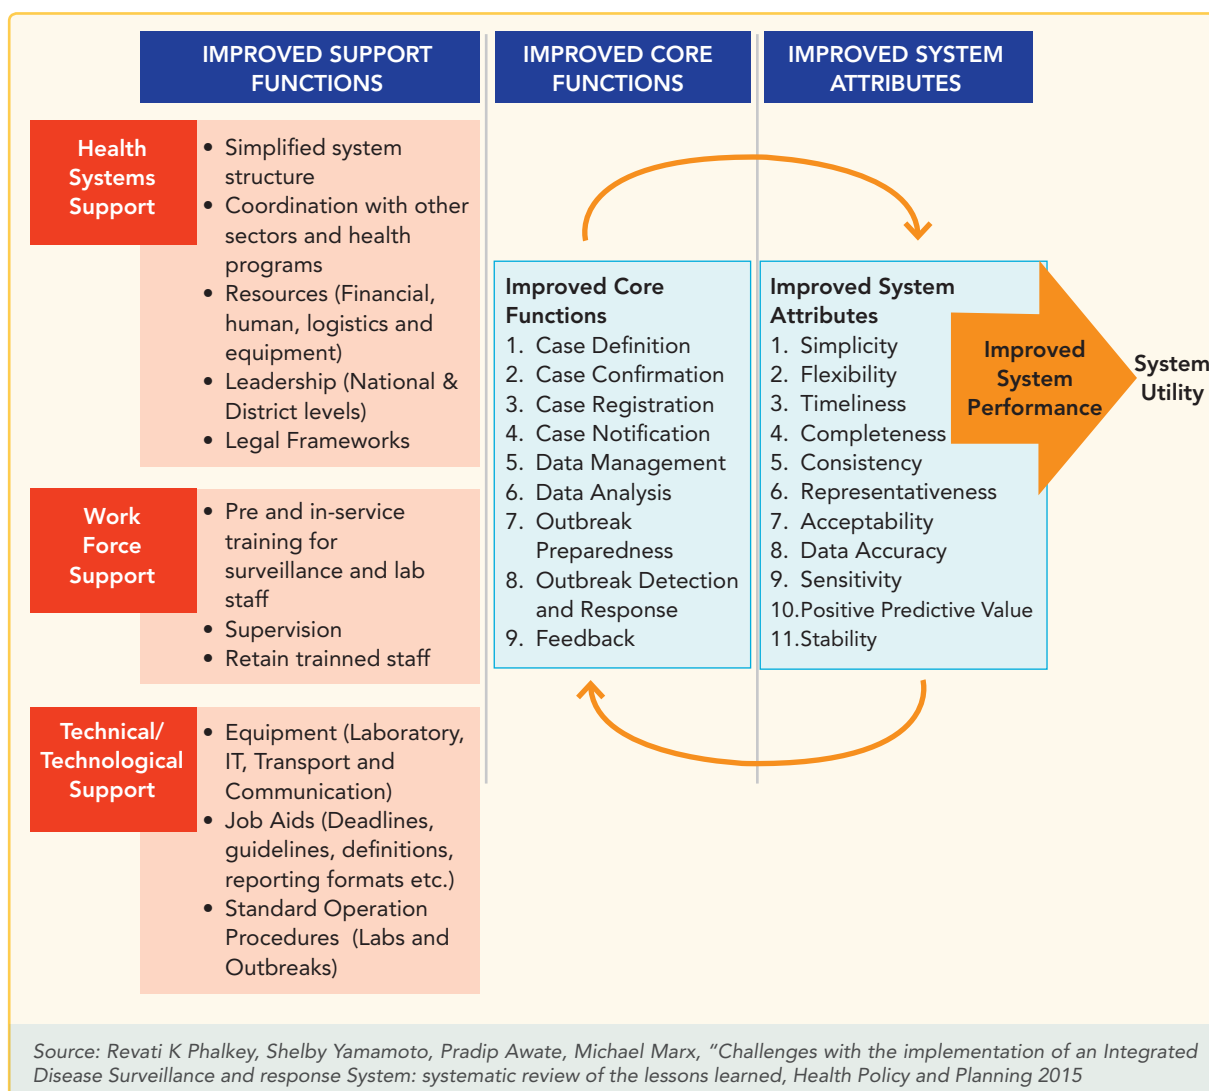 IMPROVED SUPPORT
FUNCTIONS
IMPROVED CORE
FUNCTIONS
IMPROVED SYSTEM
ATTRIBUTES
Health
Systems
Support
• Simplified system
structure
• Coordination with other
sectors and health
programs
• Resources (Financial,
human, logistics and
equipment)
• Leadership (National &
District levels)
• Legal Frameworks
Work
Force
Support
• Pre and in-service
training for
surveillance and lab
staff
• Supervision
• Retain trainned staff
Technical/
Technological
Support
• Equipment (Laboratory,
IT, Transport and
Communication)
• Job Aids (Deadlines,
guidelines, definitions,
reporting formats etc.)
• Standard Operation
Procedures (Labs and
Outbreaks)
Improved Core
Functions
1. Case Definition
2. Case Confirmation
3. Case Registration
4. Case Notification
5. Data Management
6. Data Analysis
7. Outbreak
Preparedness
8. Outbreak Detection
and Response
9. Feedback
Improved System
Attributes
1. Simplicity
2. Flexibility
3. Timeliness
4. Completeness
5. Consistency
6. Representativeness
7. Acceptability
8. Data Accuracy
9. Sensitivity
10.Positive Predictive Value
11.Stability
Improved
System
Performance
System
Utility
Source: Revati K Phalkey, Shelby Yamamoto, Pradip Awate, Michael Marx, “Challenges with the implementation of an Integrated
Disease Surveillance and response System: systematic review of the lessons learned, Health Policy and Planning 2015